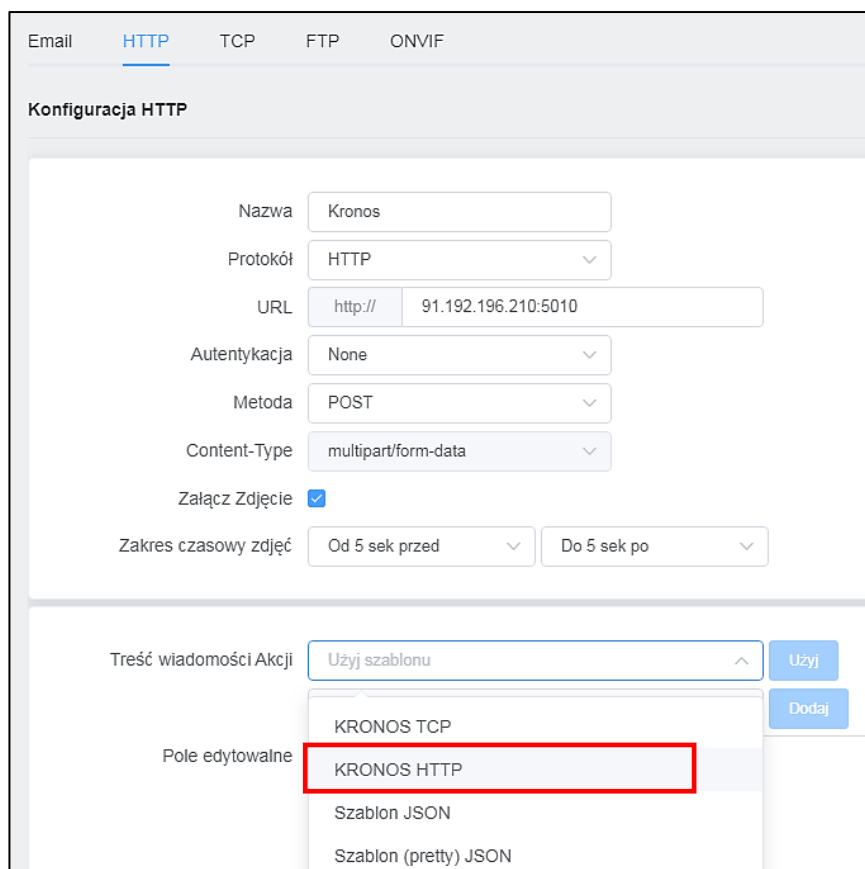 Email HTTP TCP FTP ONVIF
Konfiguracja HTTP
Nazwa Kronos
Protokół HTTP
URL http:// 91.192.196.210:5010
Autentykacja None
Metoda POST
Content-Type multipart/form-data
Załącz Zdjęcie
Zakres czasowy zdjęć Od 5 sek przed Do 5 sek po
Treść wiadomości Akcji Użyj szablonu Użyj
Dodaj
KRONOS TCP
Pole edytowalne
KRONOS HTTP
Szablon JSON
Szablon (pretty) JSON